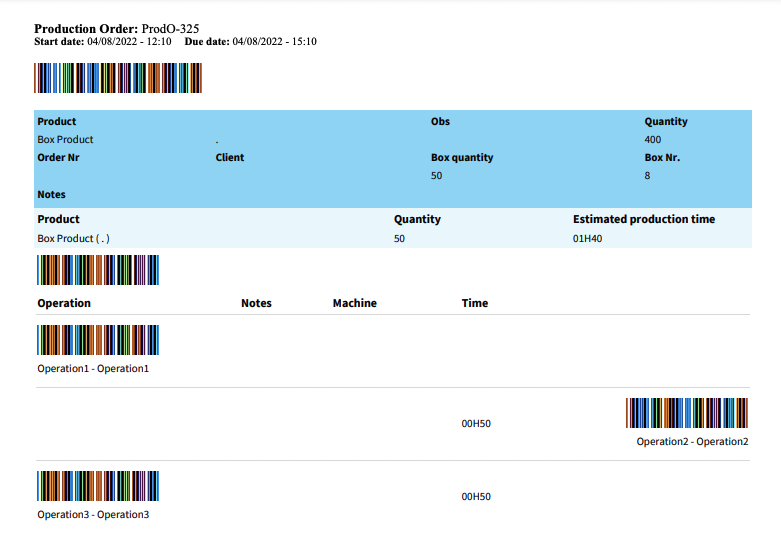 Production Order: ProdO-325
Start date: 04/08/2022 - 12:10 Due date: 04/08/2022 - 15:10
Product Obs Quantity
Box Product . 400
Order Nr Client Box quantity Box Nr.
50 8
Notes
Product Quantity Estimated production time
Box Product ( . ) 50 01H40
Operation Notes Machine Time
Operation1 - Operation1
00H50
Operation2 - Operation2
00H50
Operation3 - Operation3